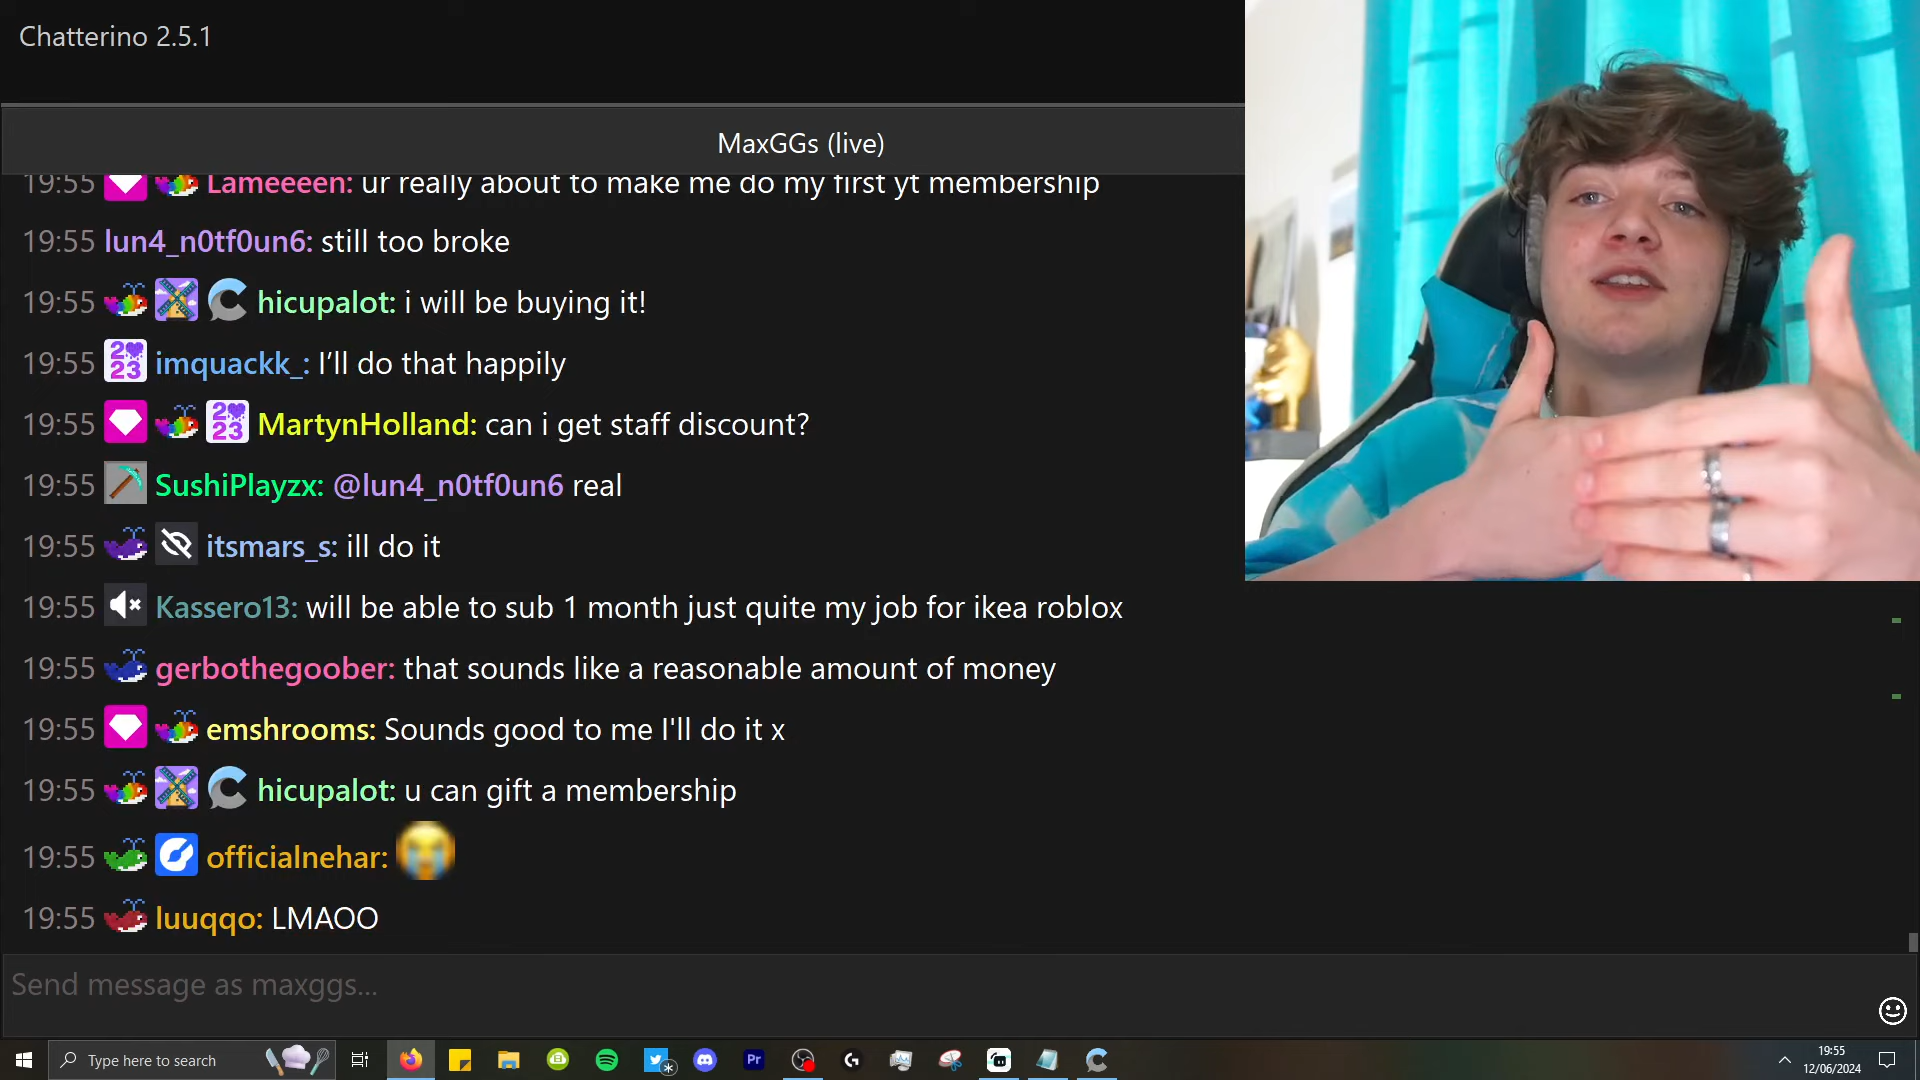 Chatterino 2.5.1
MaxGGs (live)
19:55 Lameeeen: ur really about to make me do my first yt membership
19:55 lun4_n0tf0un6: still too broke
19:55 hicupalot: i will be buying it!
19:55 2023 imquackk_: I’ll do that happily
19:55 2023 MartynHolland: can i get staff discount?
19:55 SushiPlayzx: @lun4_n0tf0un6 real
19:55 itsmars_s: ill do it
19:55 Kassero13: will be able to sub 1 month just quite my job for ikea roblox
19:55 gerbothegoober: that sounds like a reasonable amount of money
19:55 emshrooms: Sounds good to me I'll do it x
19:55 hicupalot: u can gift a membership
19:55 officialnehar: 😭
19:55 luuqqo: LMAOO
Send message as maxggs...
Type here to search
Pr
19:55
12/06/2024